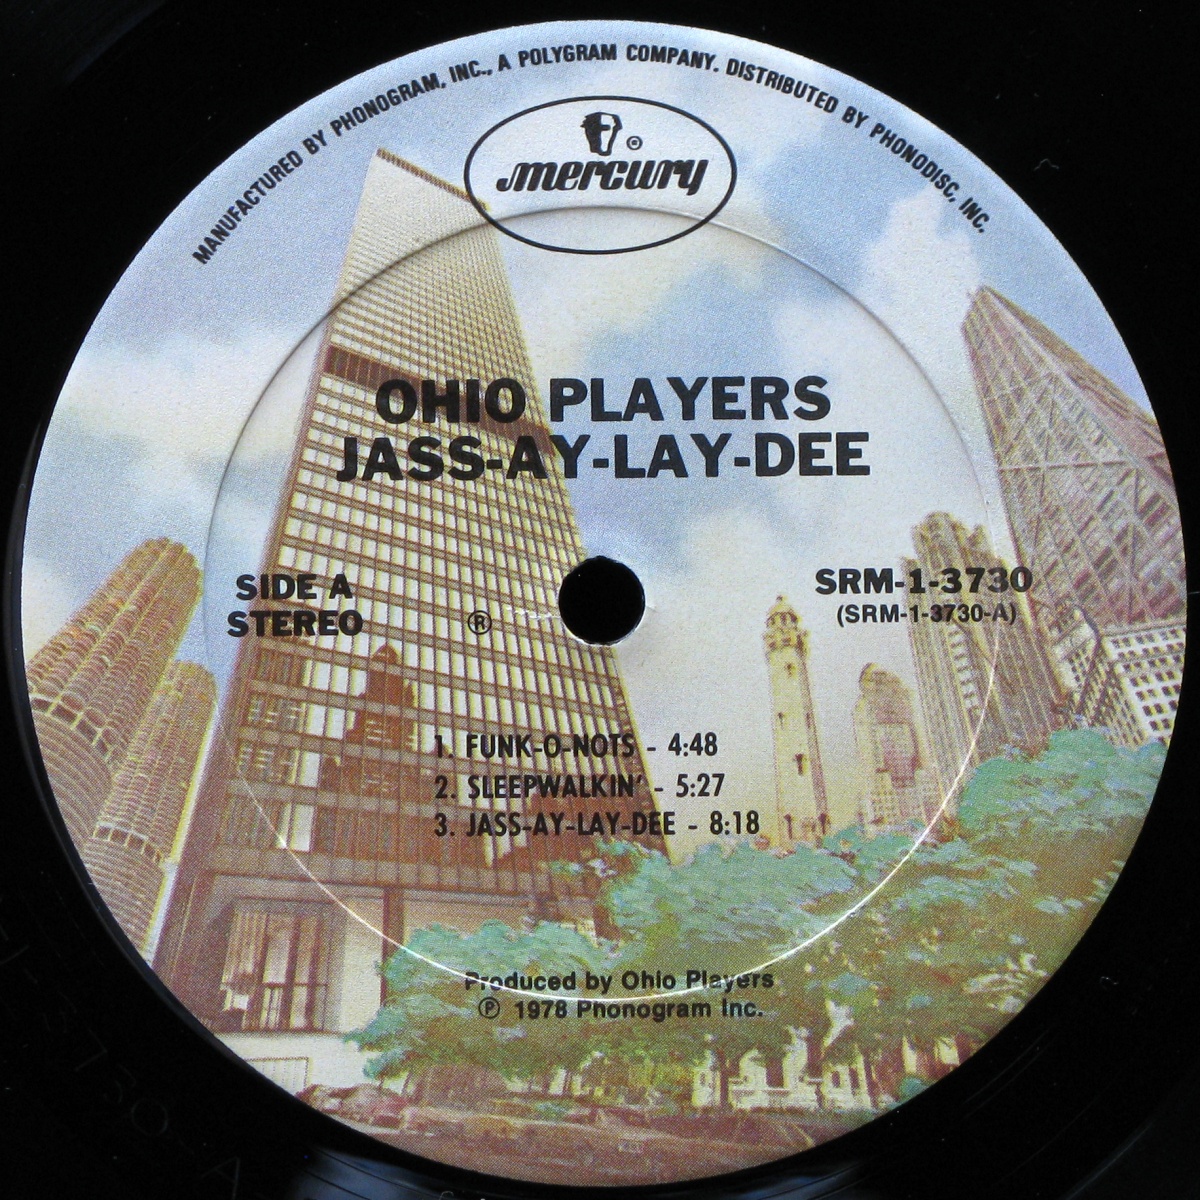 MANUFACTURED BY PHONOGRAM, INC., A POLYGRAM COMPANY. DISTRIBUTED BY PHONODISC, INC.
®
mercury
OHIO PLAYERS
JASS-AY-LAY-DEE
SIDE A
STEREO
®
SRM-1-3730
(SRM-1-3730-A)
1. FUNK-O-NOTS - 4:48
2. SLEEPWALKIN' - 5:27
3. JASS-AY-LAY-DEE - 8:18
Produced by Ohio Players
℗ 1978 Phonogram Inc.